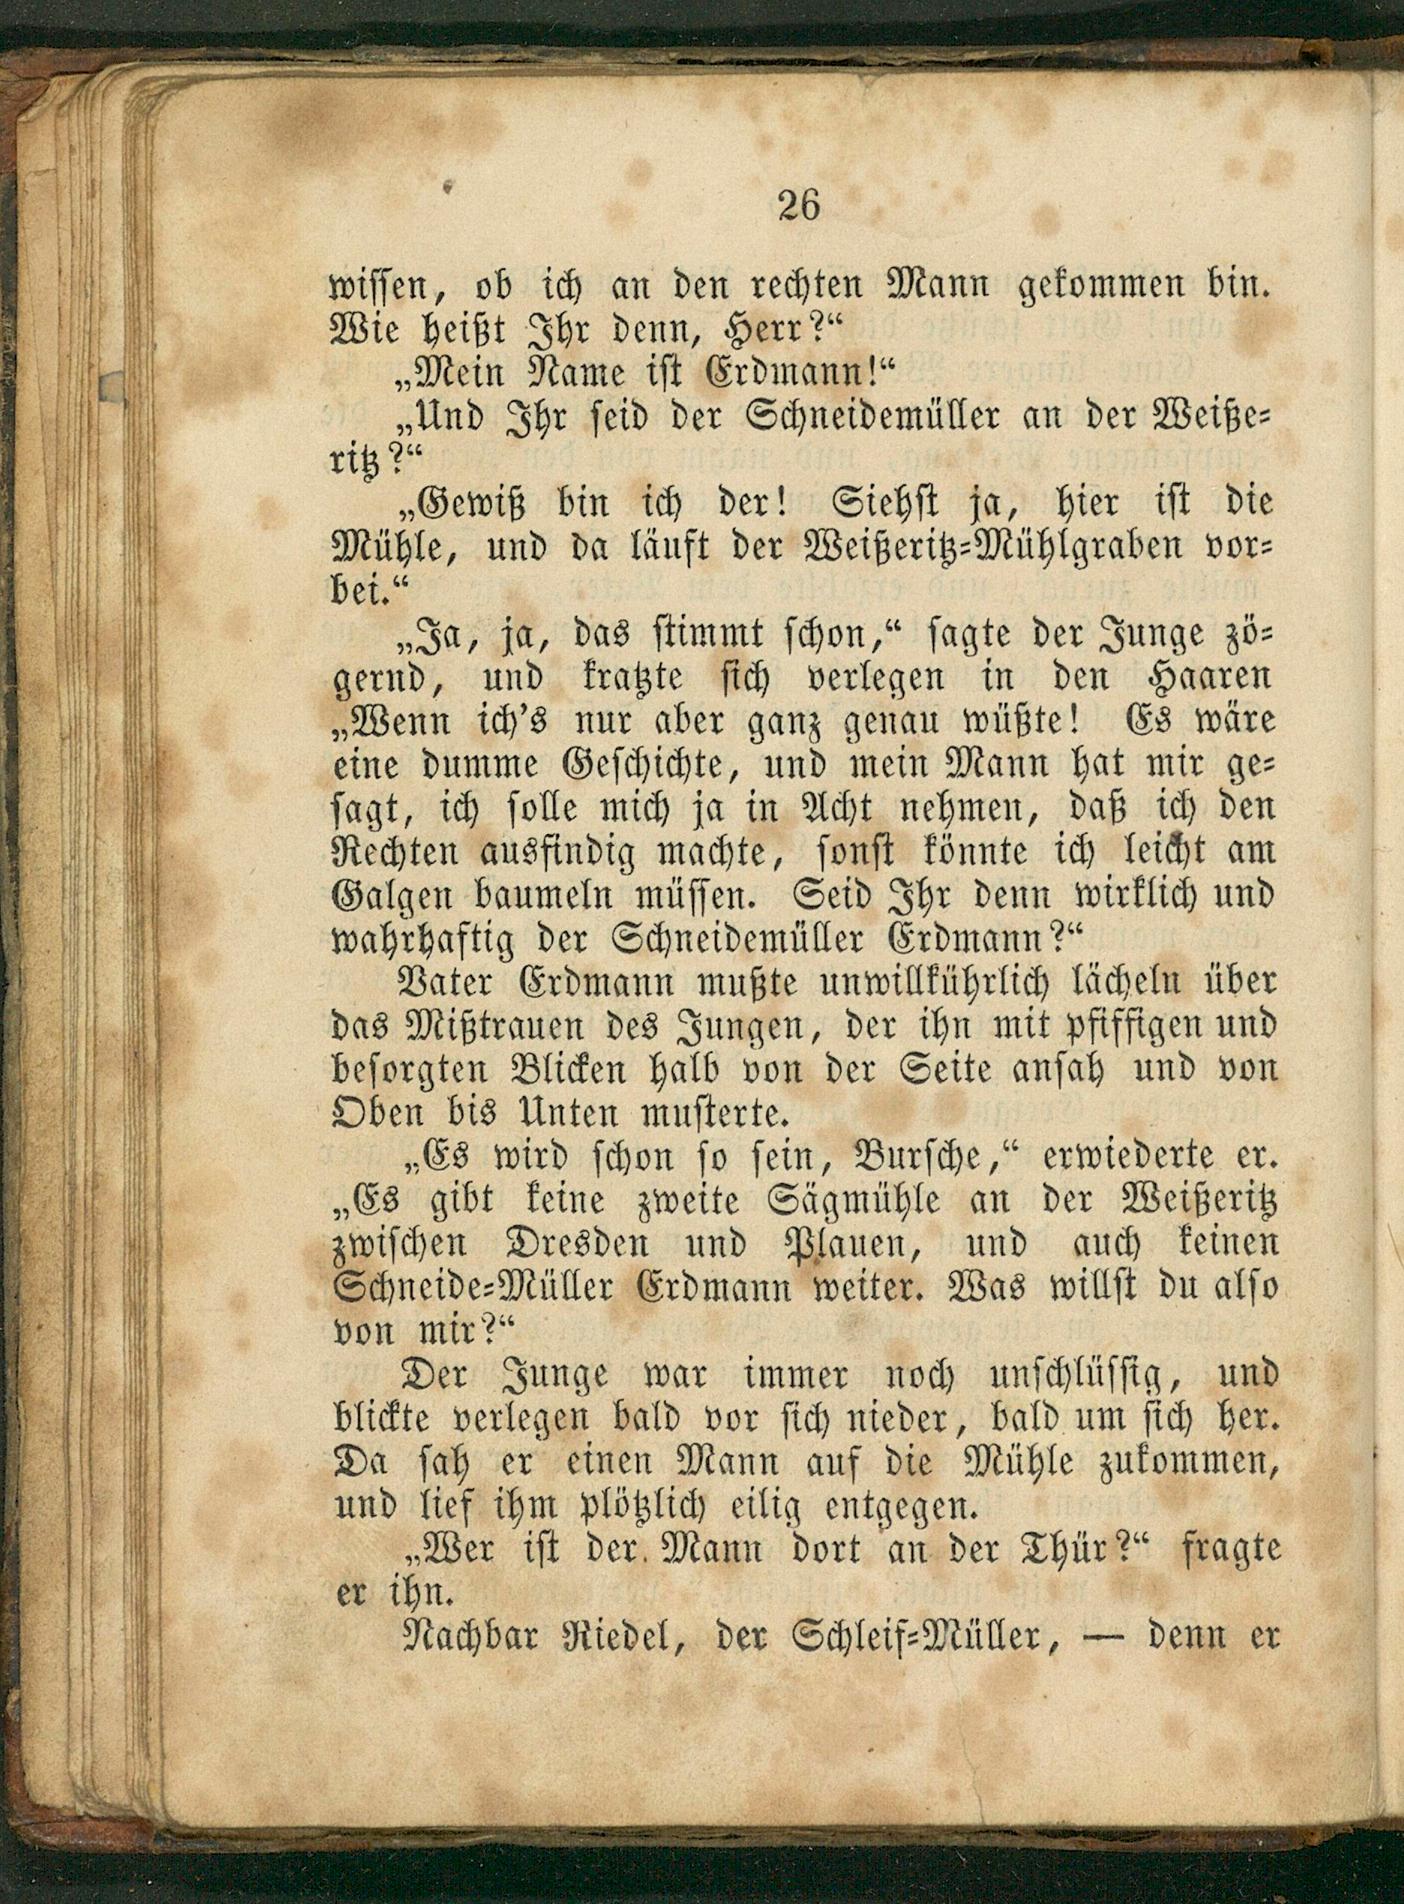 26
wissen, ob ich an den rechten Mann gekommen bin.
Wie heißt Ihr denn, Herr?“
„Mein Name ist Erdmann!“
„Und Ihr seid der Schneidemüller an der Weiße-
ritz?“
„Gewiß bin ich der! Siehst ja, hier ist die
Mühle, und da läuft der Weißeritz-Mühlgraben vor-
bei.“
„Ja, ja, das stimmt schon,“ sagte der Junge zö-
gernd, und kratzte sich verlegen in den Haaren
„Wenn ich’s nur aber ganz genau wüßte! Es wäre
eine dumme Geschichte, und mein Mann hat mir ge-
sagt, ich solle mich ja in Acht nehmen, daß ich den
Rechten ausfindig machte, sonst könnte ich leicht am
Galgen baumeln müssen. Seid Ihr denn wirklich und
wahrhaftig der Schneidemüller Erdmann?“
Vater Erdmann mußte unwillkührlich lächeln über
das Mißtrauen des Jungen, der ihn mit pfiffigen und
besorgten Blicken halb von der Seite ansah und von
Oben bis Unten musterte.
„Es wird schon so sein, Bursche,“ erwiederte er.
„Es gibt keine zweite Sägmühle an der Weißeritz
zwischen Dresden und Plauen, und auch keinen
Schneide-Müller Erdmann weiter. Was willst du also
von mir?“
Der Junge war immer noch unschlüssig, und
blickte verlegen bald vor sich nieder, bald um sich her.
Da sah er einen Mann auf die Mühle zukommen,
und lief ihm plötzlich eilig entgegen.
„Wer ist der Mann dort an der Thür?“ fragte
er ihn.
Nachbar Riedel, der Schleif-Müller, — denn er